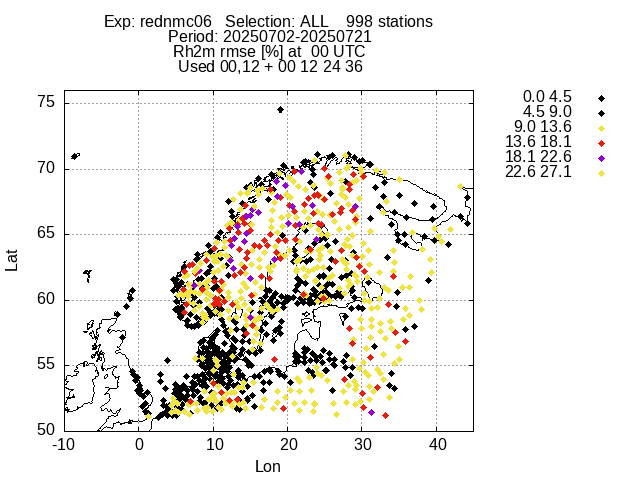 Exp: rednmc06   Selection: ALL    998 stations
Period: 20250702-20250721
Rh2m rmse [%] at  00 UTC
Used 00,12 + 00 12 24 36
0.0 4.5
4.5 9.0
9.0 13.6
13.6 18.1
18.1 22.6
22.6 27.1
75
70
65
60
55
50
Lat
-10 0 10 20 30 40
Lon